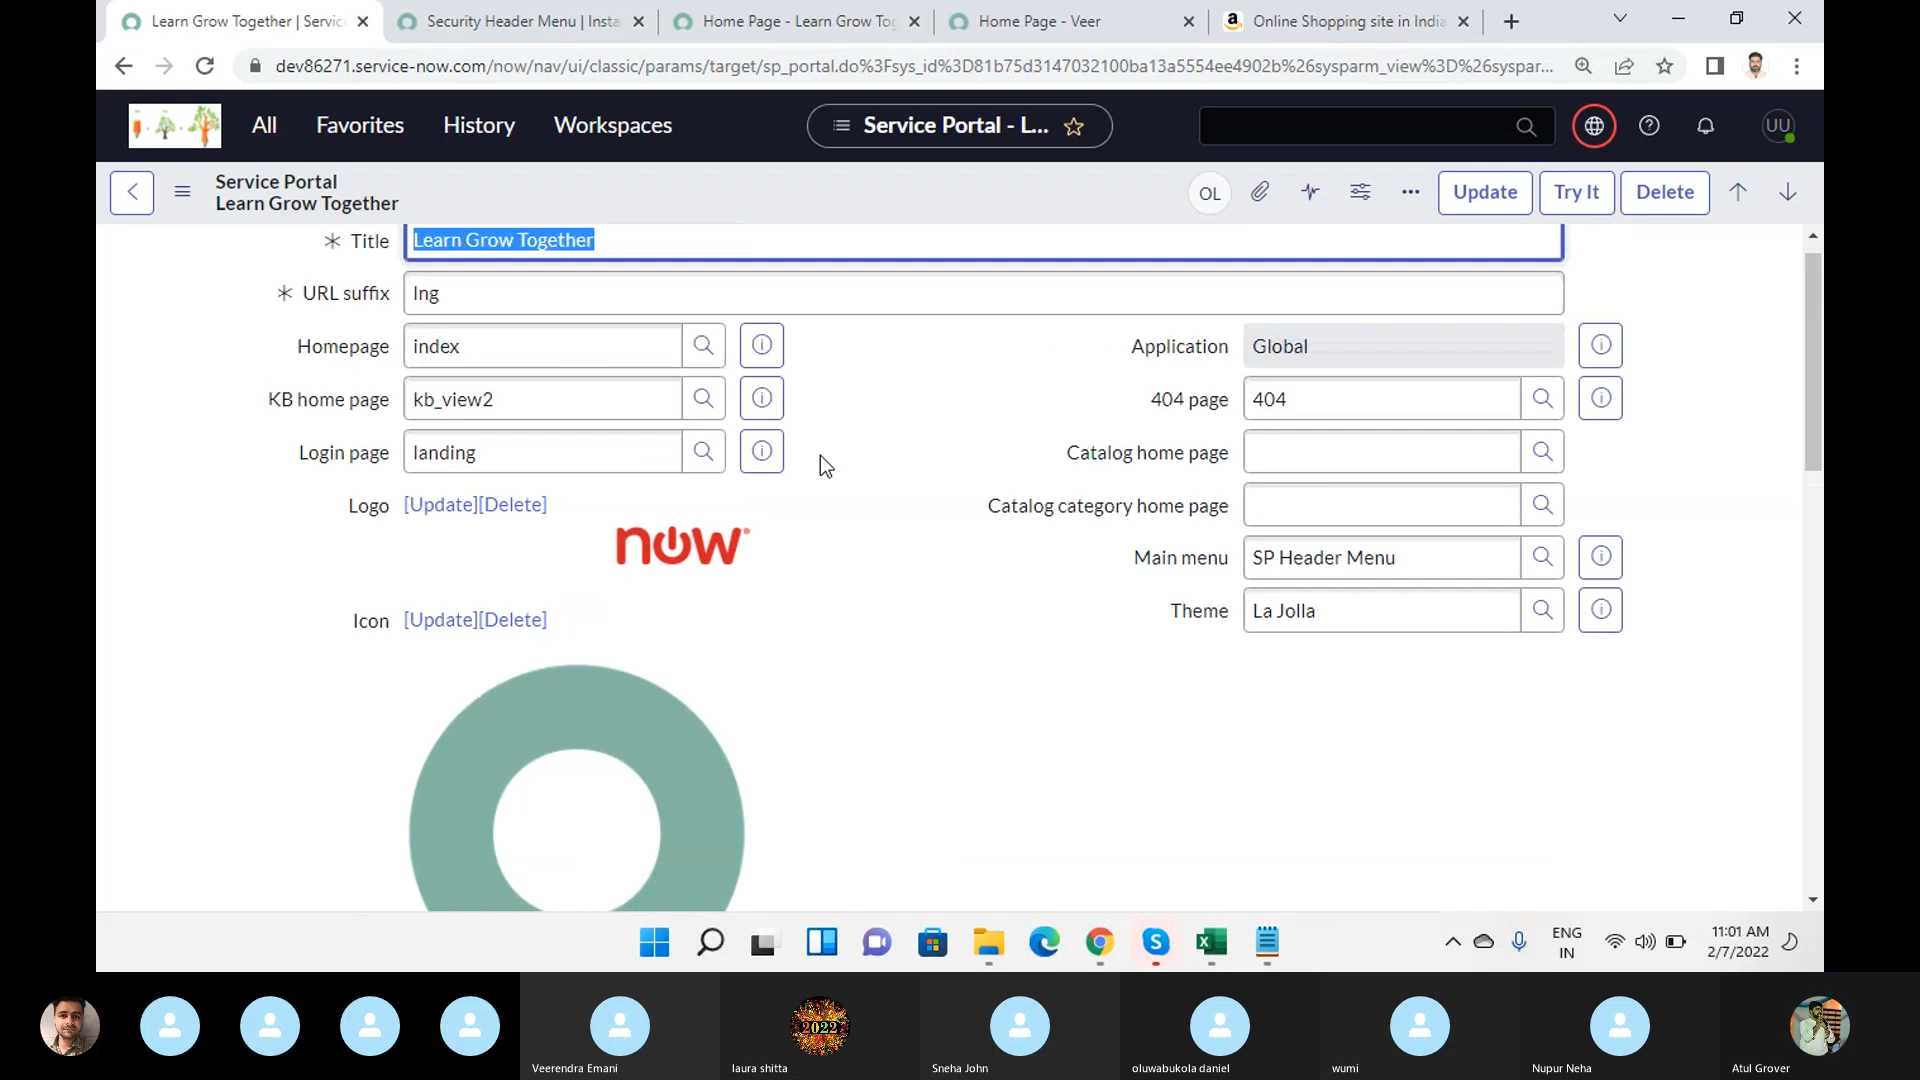 Learn Grow Together | Service
Security Header Menu | Insta
Home Page - Learn Grow Tog
Home Page - Veer
Online Shopping site in India
dev86271.service-now.com/now/nav/ui/classic/params/target/sp_portal.do%3Fsys_id%3D81b75d3147032100ba13a5554ee4902b%26sysparm_view%3D%26syspar...
All
Favorites
History
Workspaces
Service Portal - L...
UU
Service Portal
Learn Grow Together
OL
Update
Try It
Delete
Title
Learn Grow Together
URL suffix
lng
Homepage
index
Application
Global
KB home page
kb_view2
404 page
404
Login page
landing
Catalog home page
Logo
[Update][Delete]
Catalog category home page
now
Main menu
SP Header Menu
Icon
[Update][Delete]
Theme
La Jolla
ENG
IN
11:01 AM
2/7/2022
2022
Veerendra Emani
laura shitta
Sneha John
oluwabukola daniel
wumi
Nupur Neha
Atul Grover